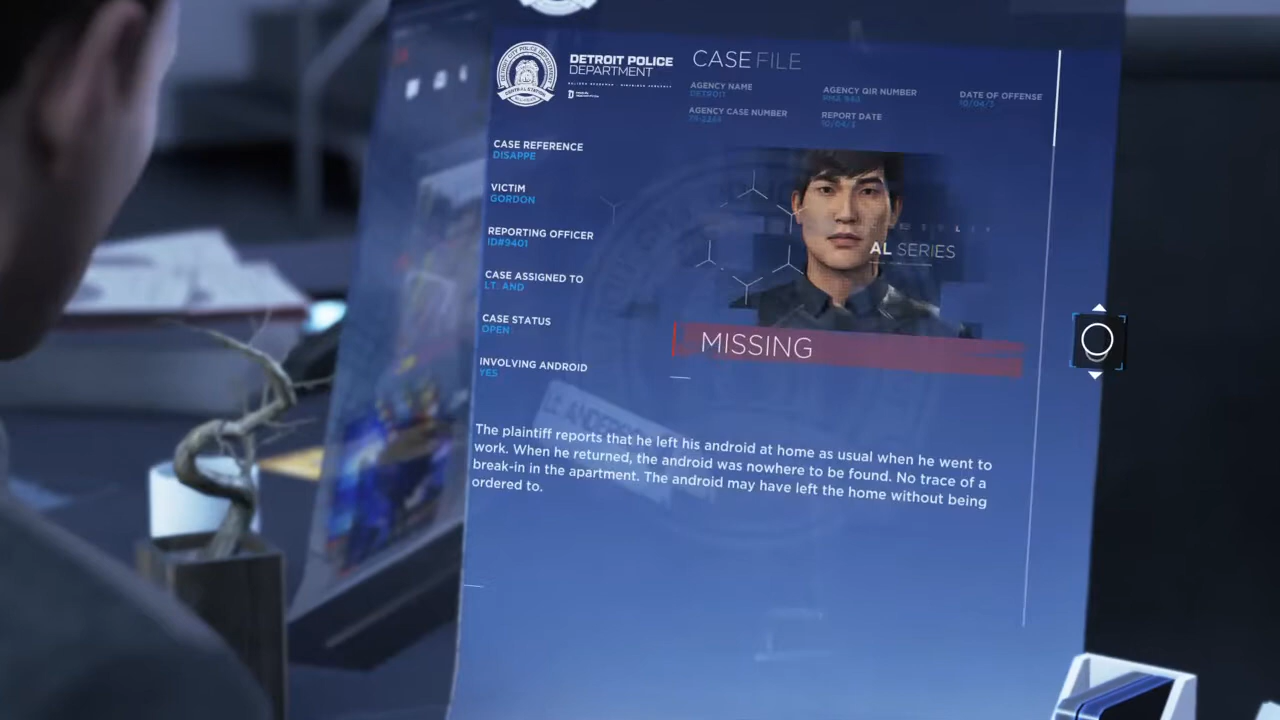 DETROIT POLICE
DEPARTMENT
CASE FILE
AGENCY NAME
DETROIT
AGENCY QIR NUMBER
DATE OF OFFENSE
AGENCY CASE NUMBER
REPORT DATE
CASE REFERENCE
DISAPPE
VICTIM
GORDON
REPORTING OFFICER
ID#9401
CASE ASSIGNED TO
LT. AND
CASE STATUS
OPEN
INVOLVING ANDROID
YES
AL SERIES
MISSING
LT. ANDERSON
The plaintiff reports that he left his android at home as usual when he went to
work. When he returned, the android was nowhere to be found. No trace of a
break-in in the apartment. The android may have left the home without being
ordered to.